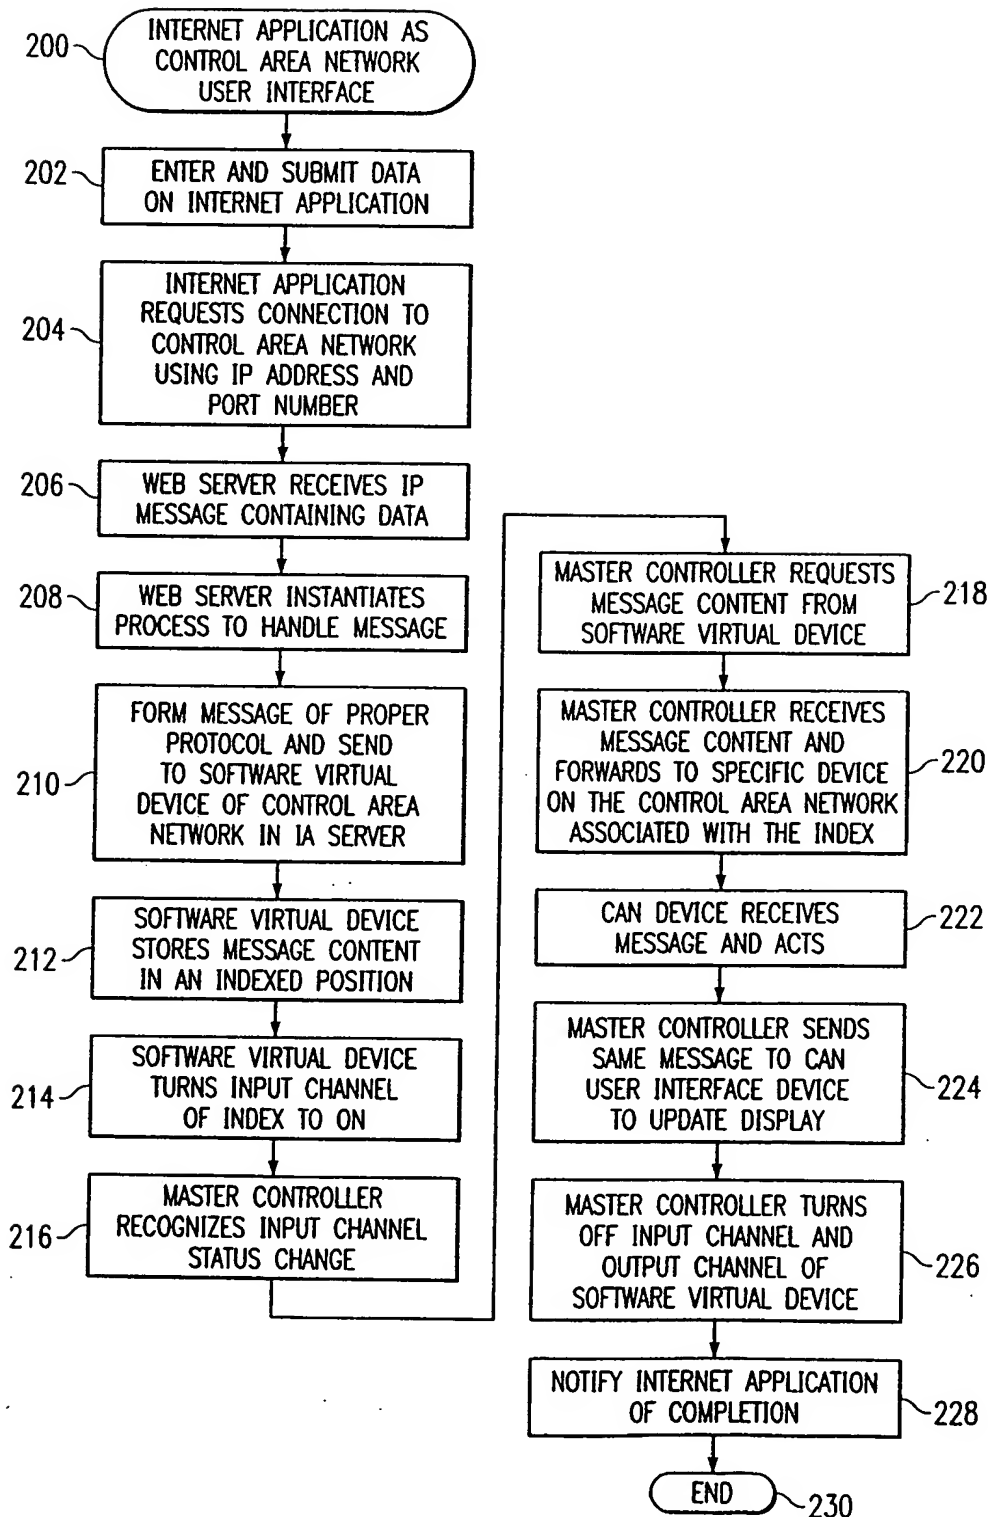 200
INTERNET APPLICATION AS
CONTROL AREA NETWORK
USER INTERFACE
202
ENTER AND SUBMIT DATA
ON INTERNET APPLICATION
204
INTERNET APPLICATION
REQUESTS CONNECTION TO
CONTROL AREA NETWORK
USING IP ADDRESS AND
PORT NUMBER
206
WEB SERVER RECEIVES IP
MESSAGE CONTAINING DATA
208
WEB SERVER INSTANTIATES
PROCESS TO HANDLE MESSAGE
210
FORM MESSAGE OF PROPER
PROTOCOL AND SEND
TO SOFTWARE VIRTUAL
DEVICE OF CONTROL AREA
NETWORK IN IA SERVER
212
SOFTWARE VIRTUAL DEVICE
STORES MESSAGE CONTENT
IN AN INDEXED POSITION
214
SOFTWARE VIRTUAL DEVICE
TURNS INPUT CHANNEL
OF INDEX TO ON
216
MASTER CONTROLLER
RECOGNIZES INPUT CHANNEL
STATUS CHANGE
MASTER CONTROLLER REQUESTS
MESSAGE CONTENT FROM
SOFTWARE VIRTUAL DEVICE
218
MASTER CONTROLLER RECEIVES
MESSAGE CONTENT AND
FORWARDS TO SPECIFIC DEVICE
ON THE CONTROL AREA NETWORK
ASSOCIATED WITH THE INDEX
220
CAN DEVICE RECEIVES
MESSAGE AND ACTS
222
MASTER CONTROLLER SENDS
SAME MESSAGE TO CAN
USER INTERFACE DEVICE
TO UPDATE DISPLAY
224
MASTER CONTROLLER TURNS
OFF INPUT CHANNEL AND
OUTPUT CHANNEL OF
SOFTWARE VIRTUAL DEVICE
226
NOTIFY INTERNET APPLICATION
OF COMPLETION
228
END
230